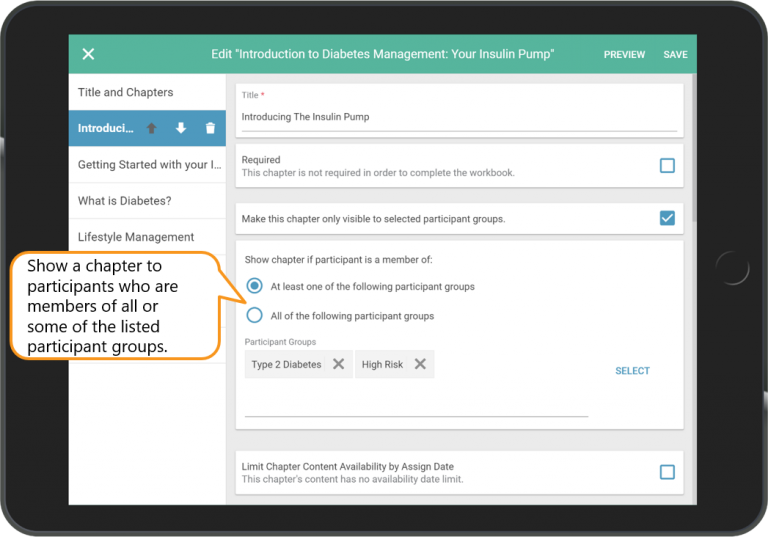 Edit "Introduction to Diabetes Management: Your Insulin Pump"
PREVIEW
SAVE
Title and Chapters
Introduci...
Getting Started with your I...
What is Diabetes?
Lifestyle Management
Show a chapter to
participants who are
members of all or
some of the listed
participant groups.
Title *
Introducing The Insulin Pump
Required
This chapter is not required in order to complete the workbook.
Make this chapter only visible to selected participant groups.
Show chapter if participant is a member of:
At least one of the following participant groups
All of the following participant groups
Participant Groups
Type 2 Diabetes
High Risk
SELECT
Limit Chapter Content Availability by Assign Date
This chapter's content has no availability date limit.